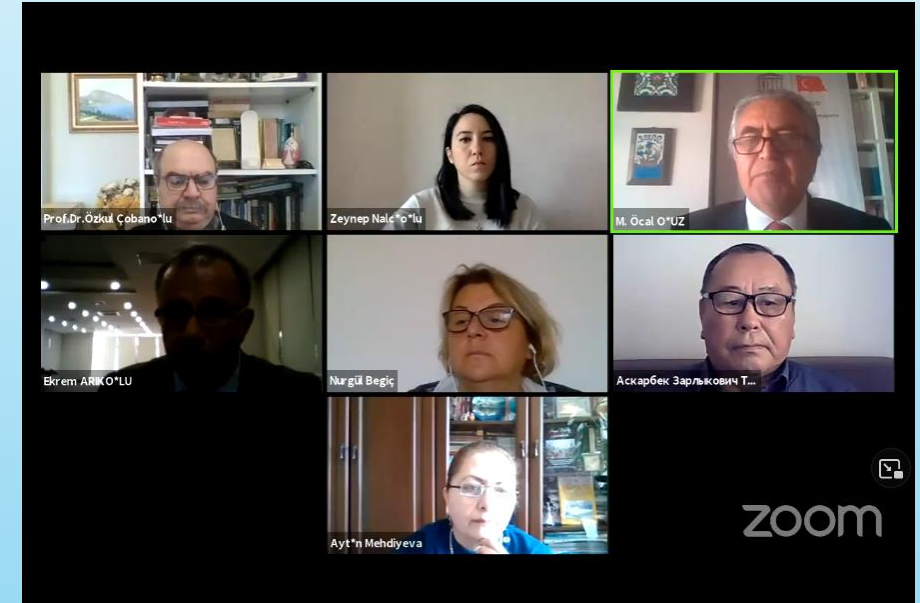 Prof.Dr.Özkul Çobano*lu
Zeynep Nalc*o*lu
M. Öcal O*UZ
Ekrem ARIKO*LU
Nurgül Begiç
Аскарбек Зарлыкович Т...
Ayt*n Mehdiyeva
zoom